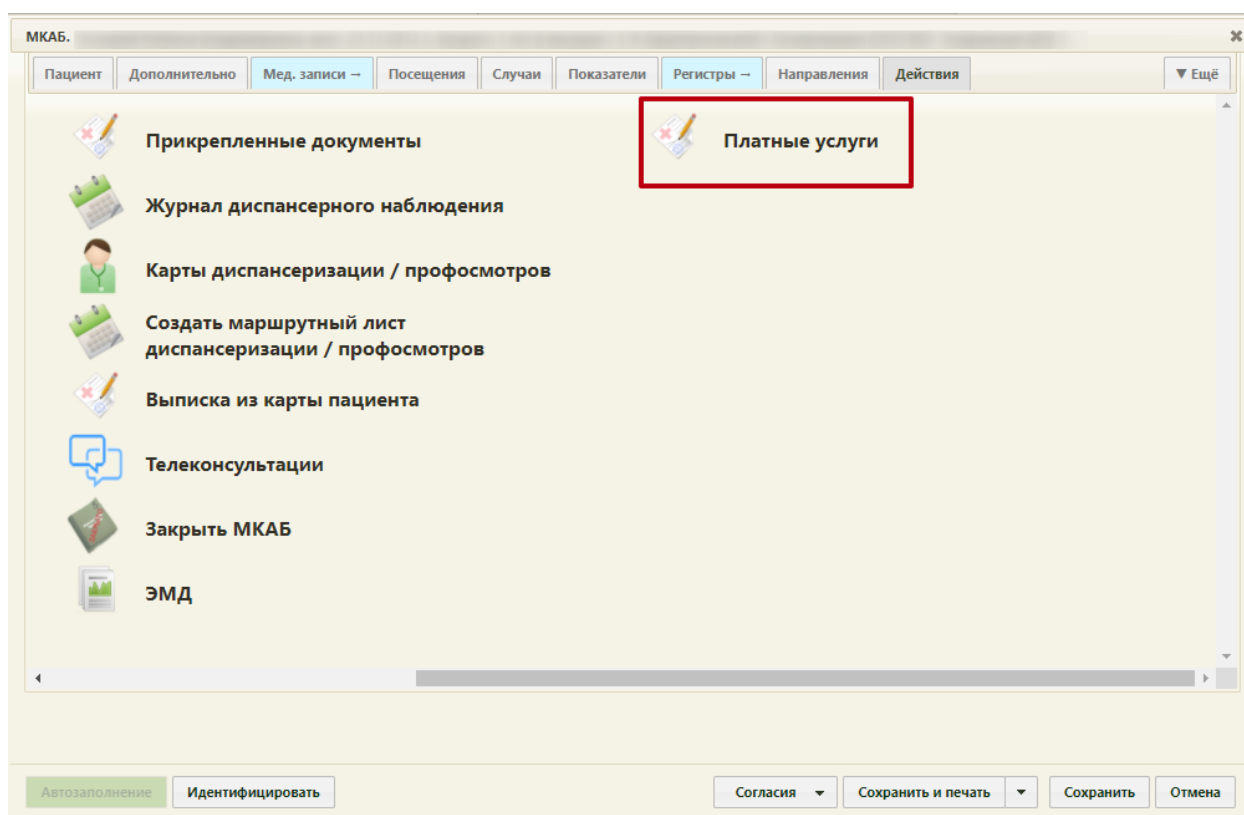 МКАБ.
Пациент Дополнительно Мед. записи → Посещения Случаи Показатели Регистры → Направления Действия ▼ Ещё
Прикрепленные документы
Платные услуги
Журнал диспансерного наблюдения
Карты диспансеризации / профосмотров
Создать маршрутный лист
диспансеризации / профосмотров
Выписка из карты пациента
Телеконсультации
Закрыть МКАБ
ЭМД
Автозаполнение Идентифицировать Согласия Сохранить и печать Сохранить Отмена